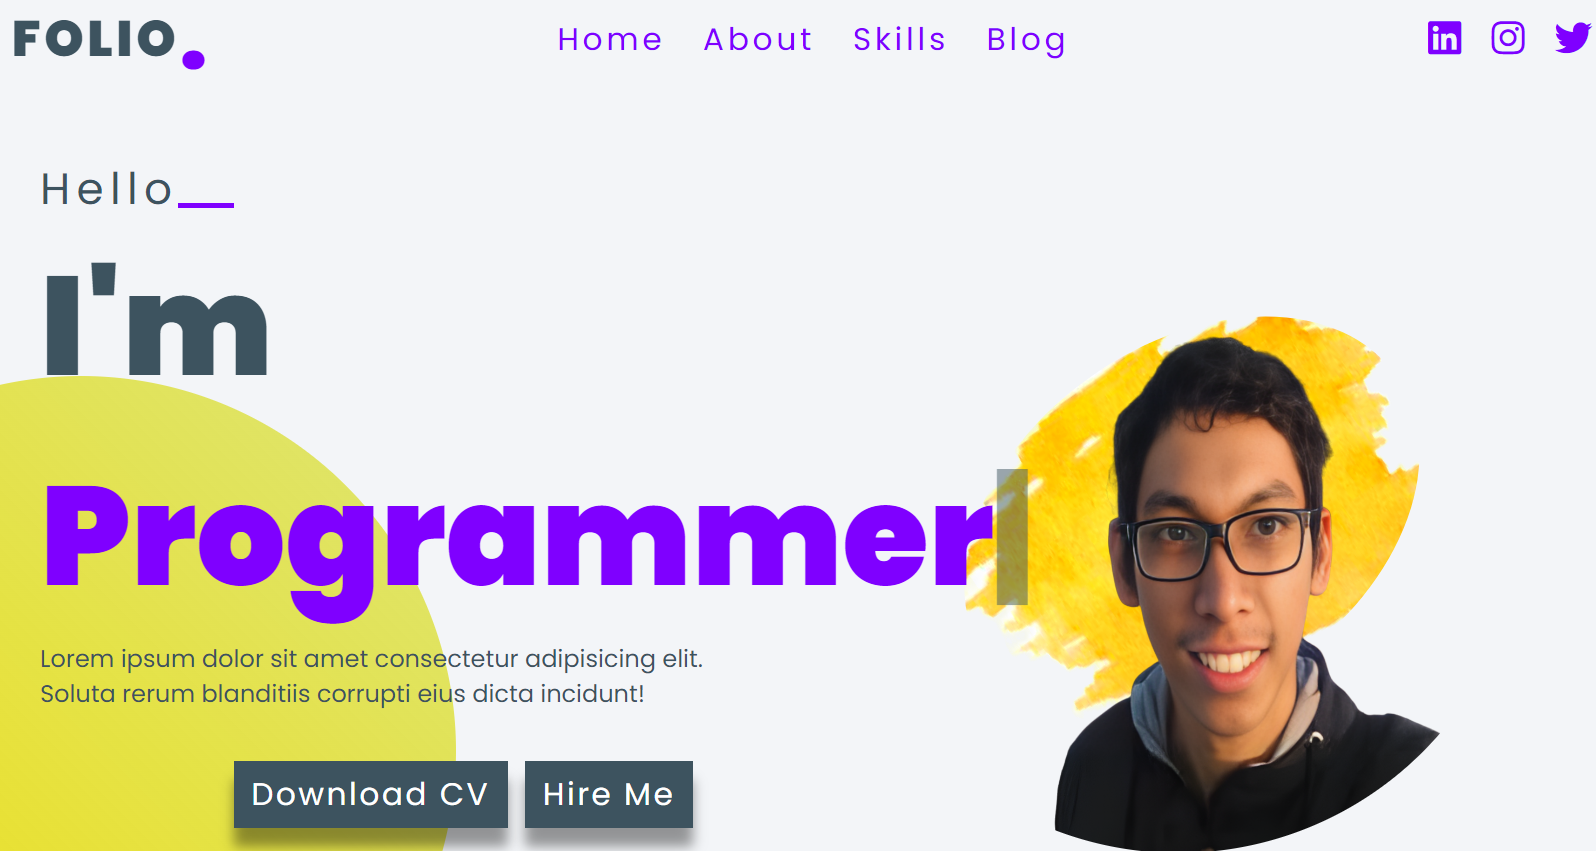 FOLIO.
Home About Skills Blog
Hello__
I'm
Programmer
Lorem ipsum dolor sit amet consectetur adipisicing elit.
Soluta rerum blanditiis corrupti eius dicta incidunt!
Download CV Hire Me